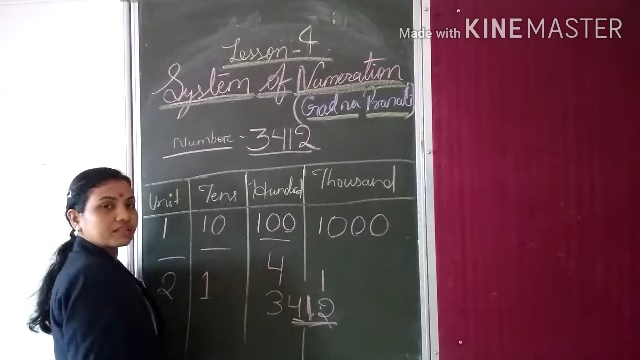 Made with KINEMASTER
Lesson-4
System of Numeration
(Gadna Pranali)
Number - 3412
Unit Tens Hundred Thousand
1 10 100 1000
2 1 4 1
3412